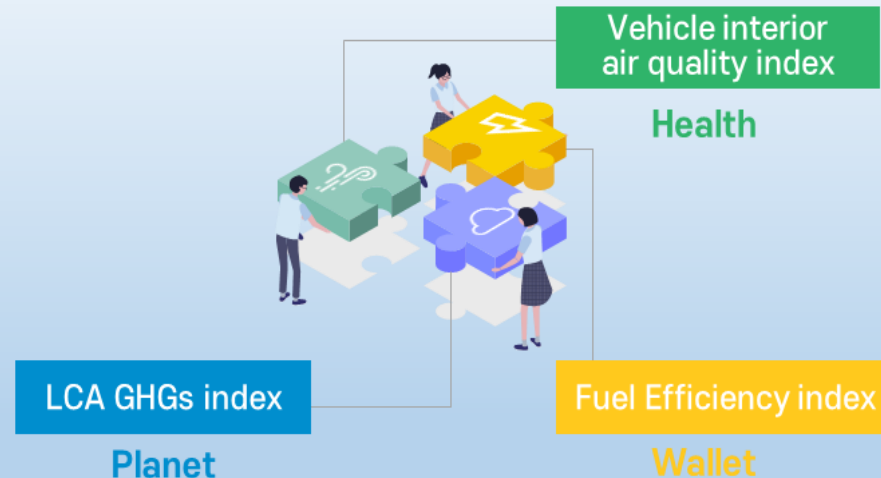 Vehicle interior
air quality index
Health
LCA GHGs index
Planet
Fuel Efficiency index
Wallet